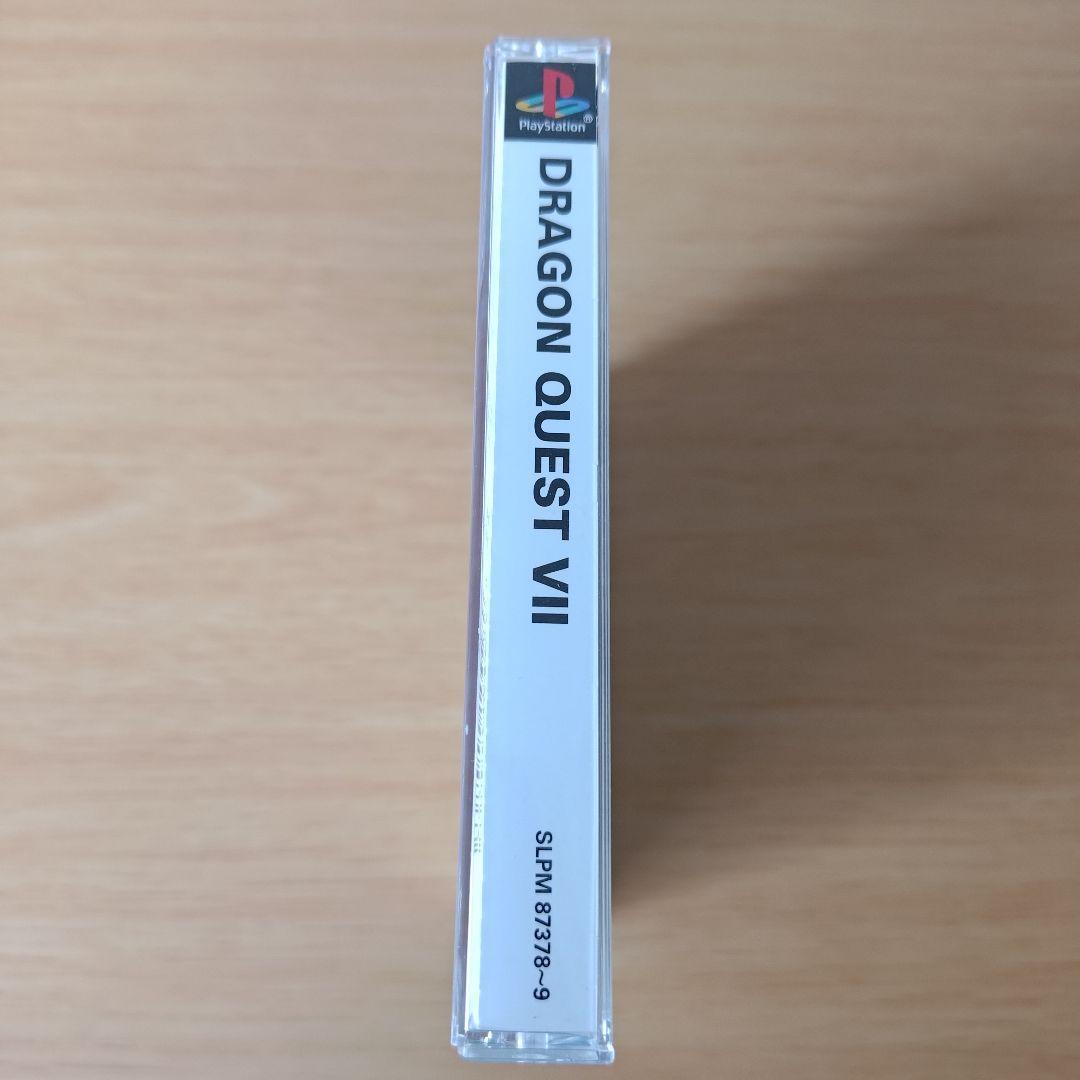 PlayStation®
DRAGON QUEST VII
SLPM 87378~9